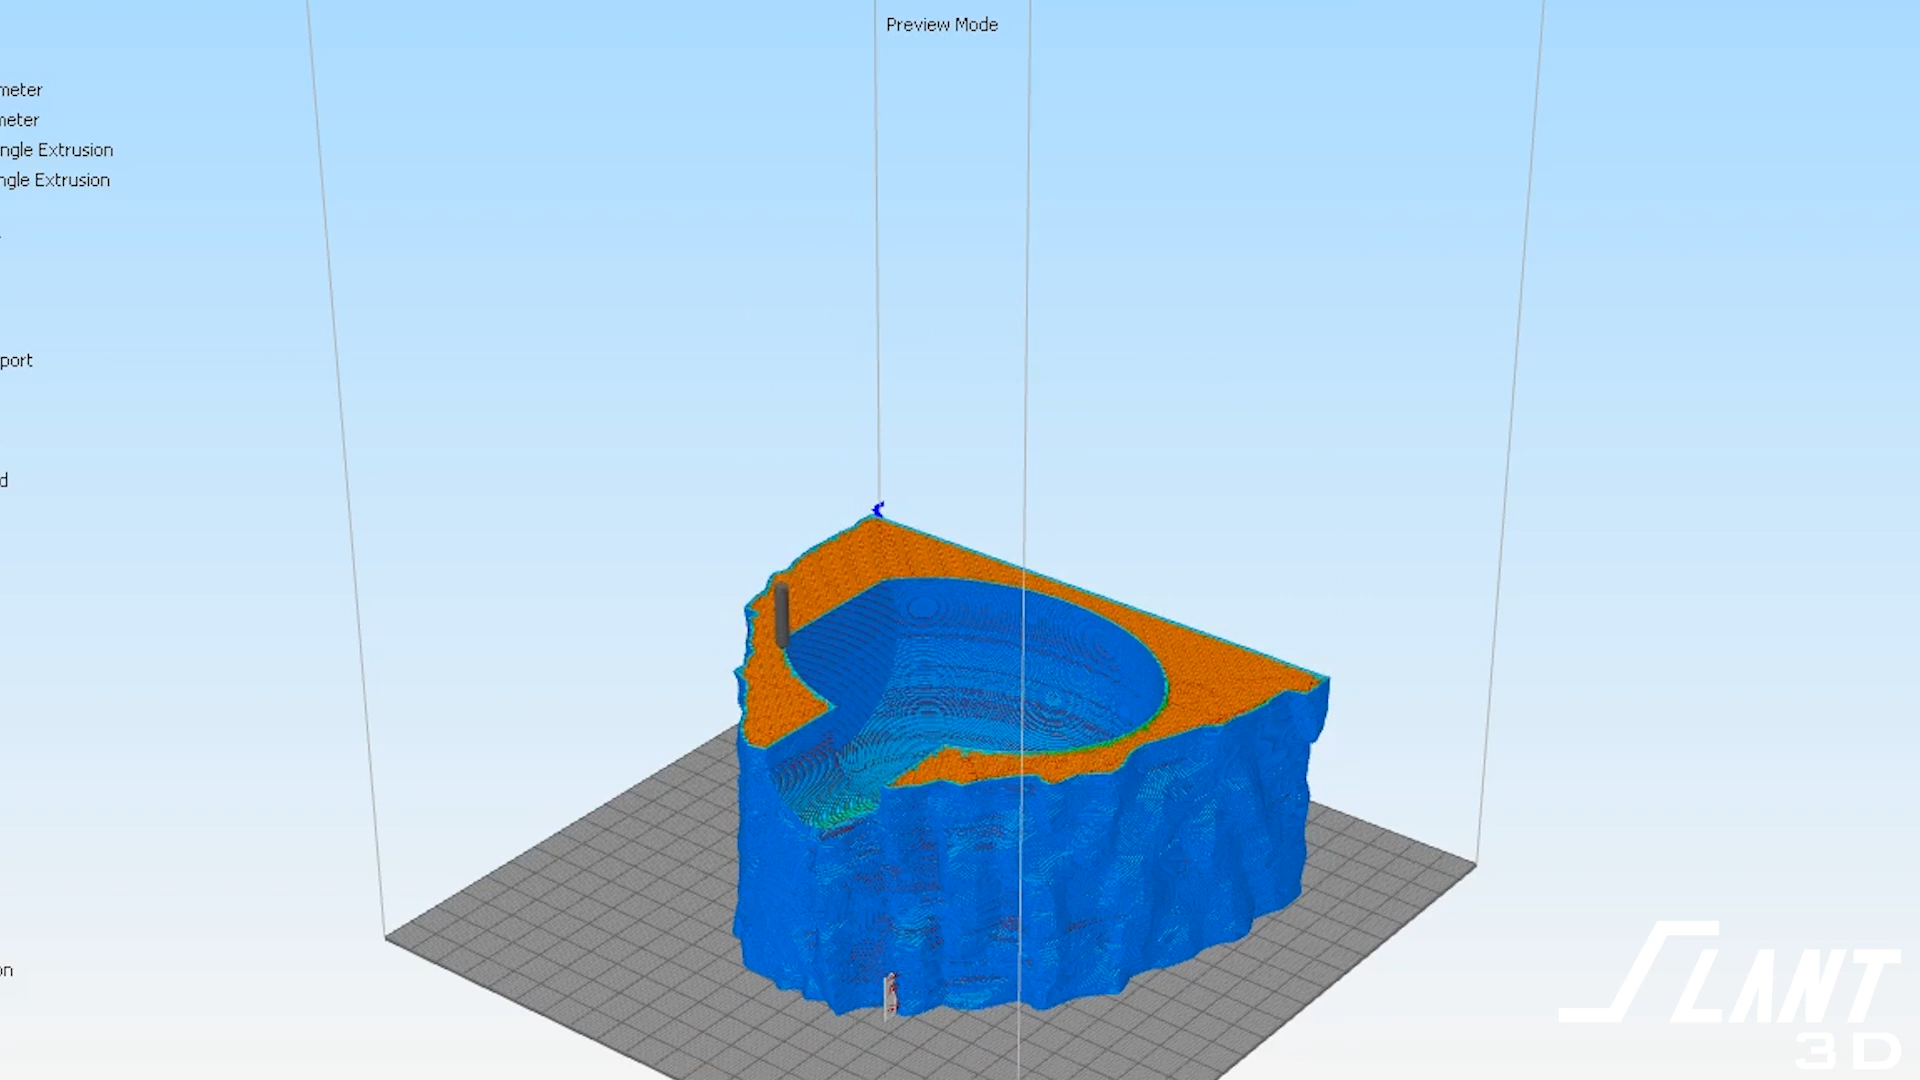 Preview Mode
meter
meter
ngle Extrusion
ngle Extrusion
port
d
on
SLANT
3D